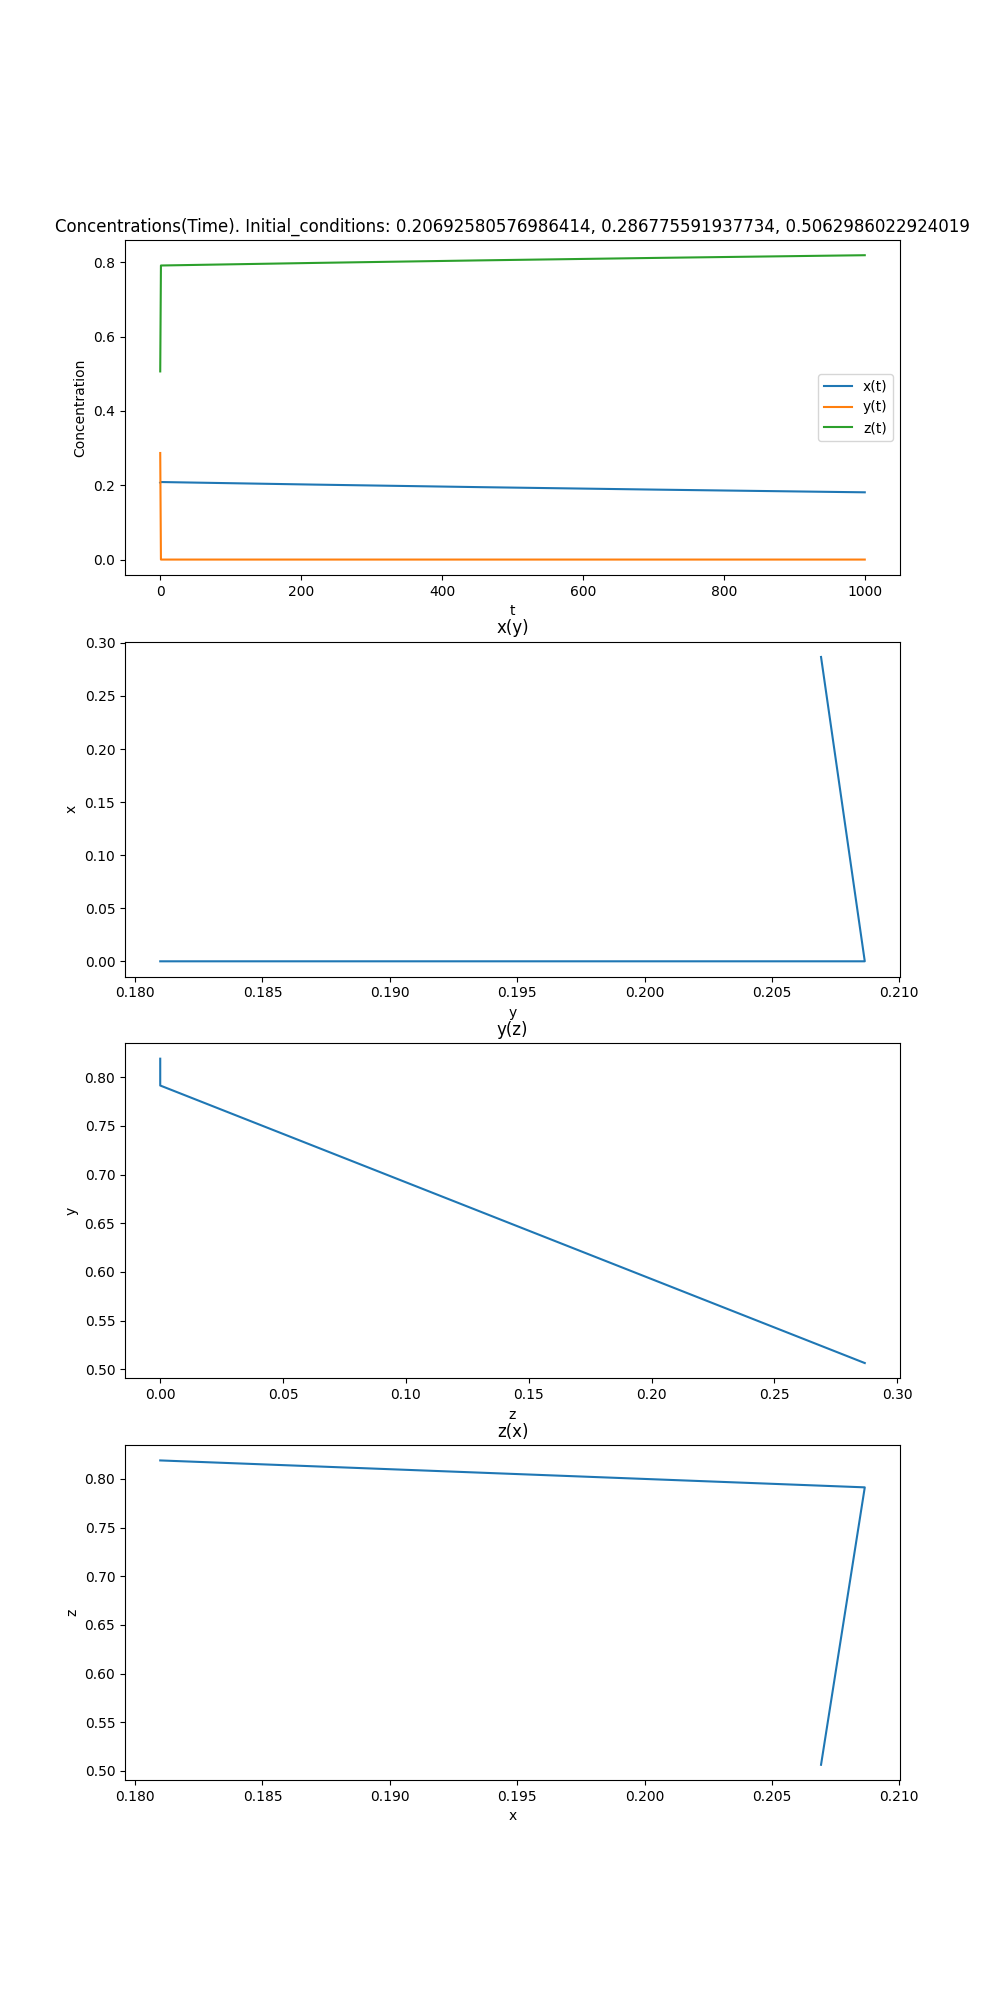 Concentrations(Time). Initial_conditions: 0.20692580576986414, 0.286775591937734, 0.5062986022924019
0.8
0.6
0.4
0.2
0.0
Concentration
x(t)
y(t)
z(t)
0 200 400 600 800 1000
t
x(y)
0.30
0.25
0.20
0.15
0.10
0.05
0.00
x
0.180 0.185 0.190 0.195 0.200 0.205 0.210
y
y(z)
0.80
0.75
0.70
0.65
0.60
0.55
0.50
y
0.00 0.05 0.10 0.15 0.20 0.25 0.30
z
z(x)
0.80
0.75
0.70
0.65
0.60
0.55
0.50
z
0.180 0.185 0.190 0.195 0.200 0.205 0.210
x